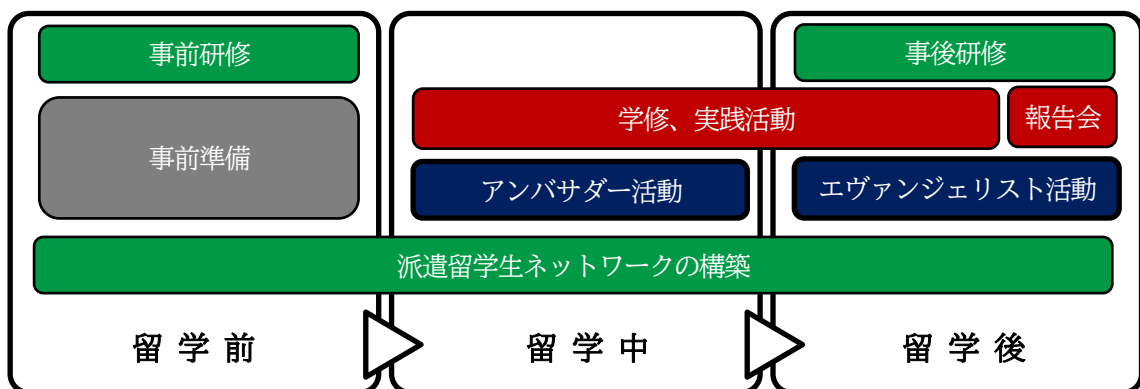 事前研修
事後研修
事前準備
学修、実践活動
報告会
アンバサダー活動
エヴァンジェリスト活動
派遣留学生ネットワークの構築
留学前
留学中
留学後